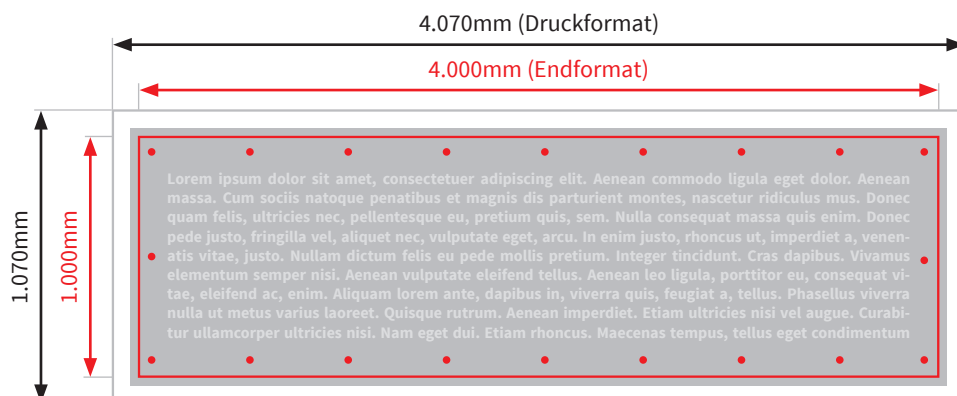 4.070mm (Druckformat)
4.000mm (Endformat)
1.070mm
1.000mm
Lorem ipsum dolor sit amet, consectetuer adipiscing elit. Aenean commodo ligula eget dolor. Aenean
massa. Cum sociis natoque penatibus et magnis dis parturient montes, nascetur ridiculus mus. Donec
quam felis, ultricies nec, pellentesque eu, pretium quis, sem. Nulla consequat massa quis enim. Donec
pede justo, fringilla vel, aliquet nec, vulputate eget, arcu. In enim justo, rhoncus ut, imperdiet a, venen-
atis vitae, justo. Nullam dictum felis eu pede mollis pretium. Integer tincidunt. Cras dapibus. Vivamus
elementum semper nisi. Aenean vulputate eleifend tellus. Aenean leo ligula, porttitor eu, consequat vi-
tae, eleifend ac, enim. Aliquam lorem ante, dapibus in, viverra quis, feugiat a, tellus. Phasellus viverra
nulla ut metus varius laoreet. Quisque rutrum. Aenean imperdiet. Etiam ultricies nisi vel augue. Curabi-
tur ullamcorper ultricies nisi. Nam eget dui. Etiam rhoncus. Maecenas tempus, tellus eget condimentum